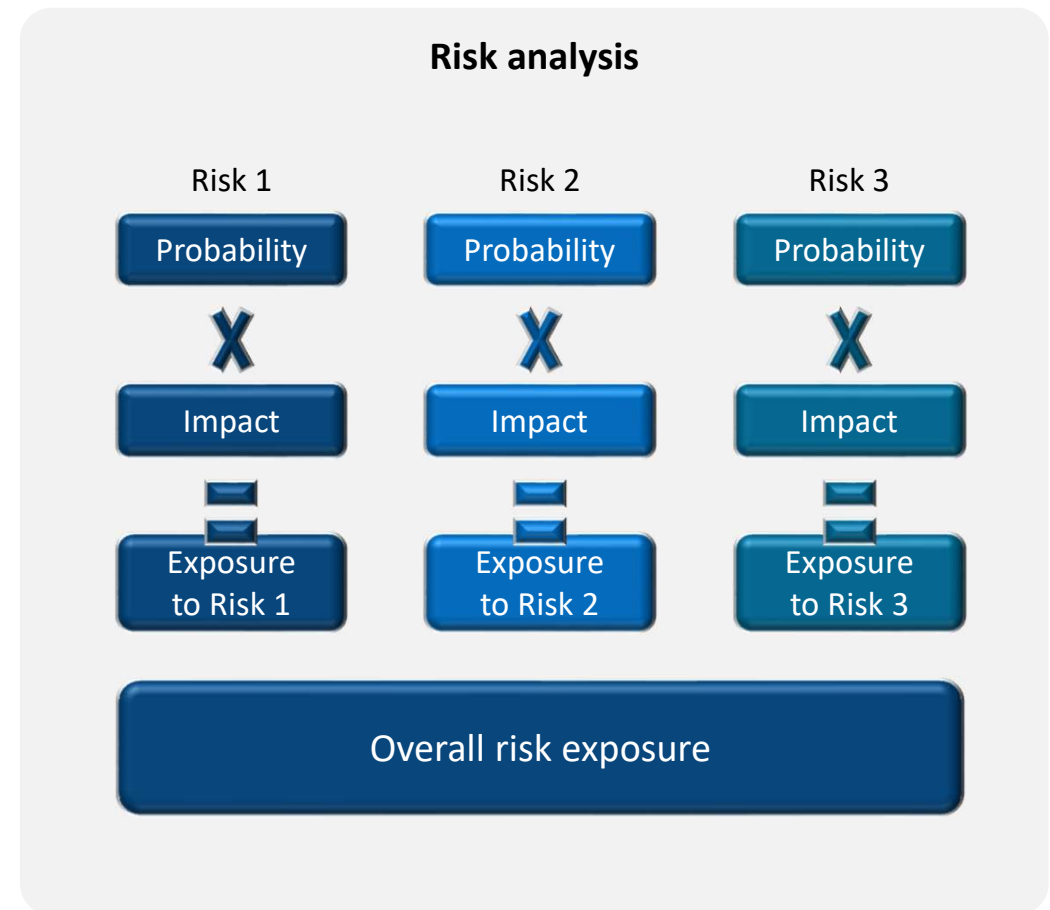 Risk analysis
Risk 1
Risk 2
Risk 3
Probability
Probability
Probability
X
X
X
Impact
Impact
Impact
=
=
=
Exposure
to Risk 1
Exposure
to Risk 2
Exposure
to Risk 3
Overall risk exposure